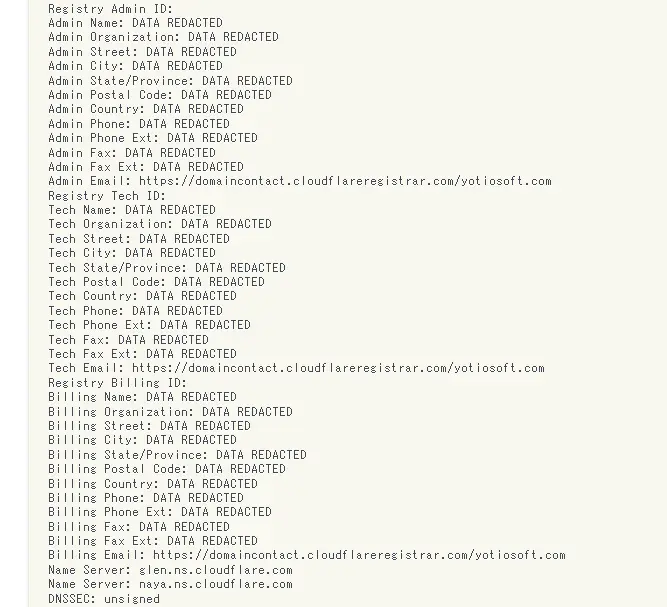 Registry Admin ID:
Admin Name: DATA REDACTED
Admin Organization: DATA REDACTED
Admin Street: DATA REDACTED
Admin City: DATA REDACTED
Admin State/Province: DATA REDACTED
Admin Postal Code: DATA REDACTED
Admin Country: DATA REDACTED
Admin Phone: DATA REDACTED
Admin Phone Ext: DATA REDACTED
Admin Fax: DATA REDACTED
Admin Fax Ext: DATA REDACTED
Admin Email: https://domaincontact.cloudflareregistrar.com/yotiosoft.com
Registry Tech ID:
Tech Name: DATA REDACTED
Tech Organization: DATA REDACTED
Tech Street: DATA REDACTED
Tech City: DATA REDACTED
Tech State/Province: DATA REDACTED
Tech Postal Code: DATA REDACTED
Tech Country: DATA REDACTED
Tech Phone: DATA REDACTED
Tech Phone Ext: DATA REDACTED
Tech Fax: DATA REDACTED
Tech Fax Ext: DATA REDACTED
Tech Email: https://domaincontact.cloudflareregistrar.com/yotiosoft.com
Registry Billing ID:
Billing Name: DATA REDACTED
Billing Organization: DATA REDACTED
Billing Street: DATA REDACTED
Billing City: DATA REDACTED
Billing State/Province: DATA REDACTED
Billing Postal Code: DATA REDACTED
Billing Country: DATA REDACTED
Billing Phone: DATA REDACTED
Billing Phone Ext: DATA REDACTED
Billing Fax: DATA REDACTED
Billing Fax Ext: DATA REDACTED
Billing Email: https://domaincontact.cloudflareregistrar.com/yotiosoft.com
Name Server: glen.ns.cloudflare.com
Name Server: naya.ns.cloudflare.com
DNSSEC: unsigned